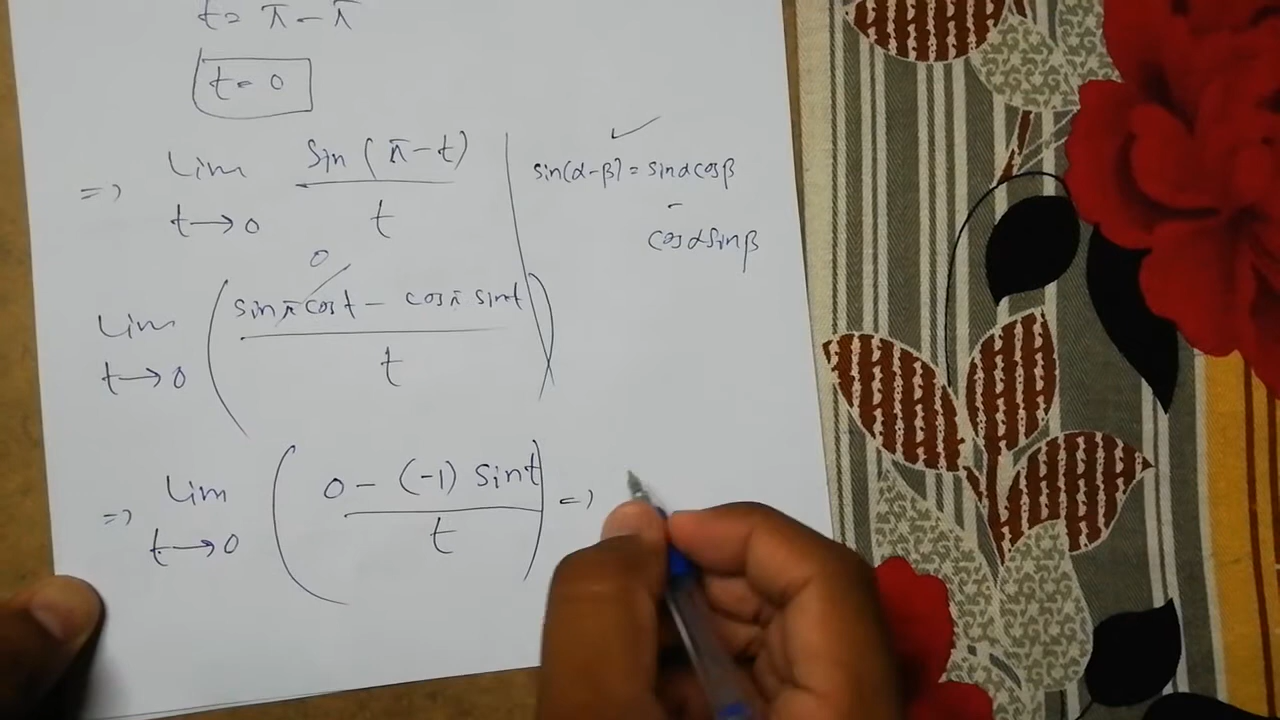 t = π - π
t = 0
=> Lim t→0 sin(π-t) / t
✓
sin(α-β) = sinα cosβ
-
cosα sinβ
0
Lim t→0 (sinπ cost - cosπ sint / t)
=> Lim t→0 (0 - (-1) sint / t) =>